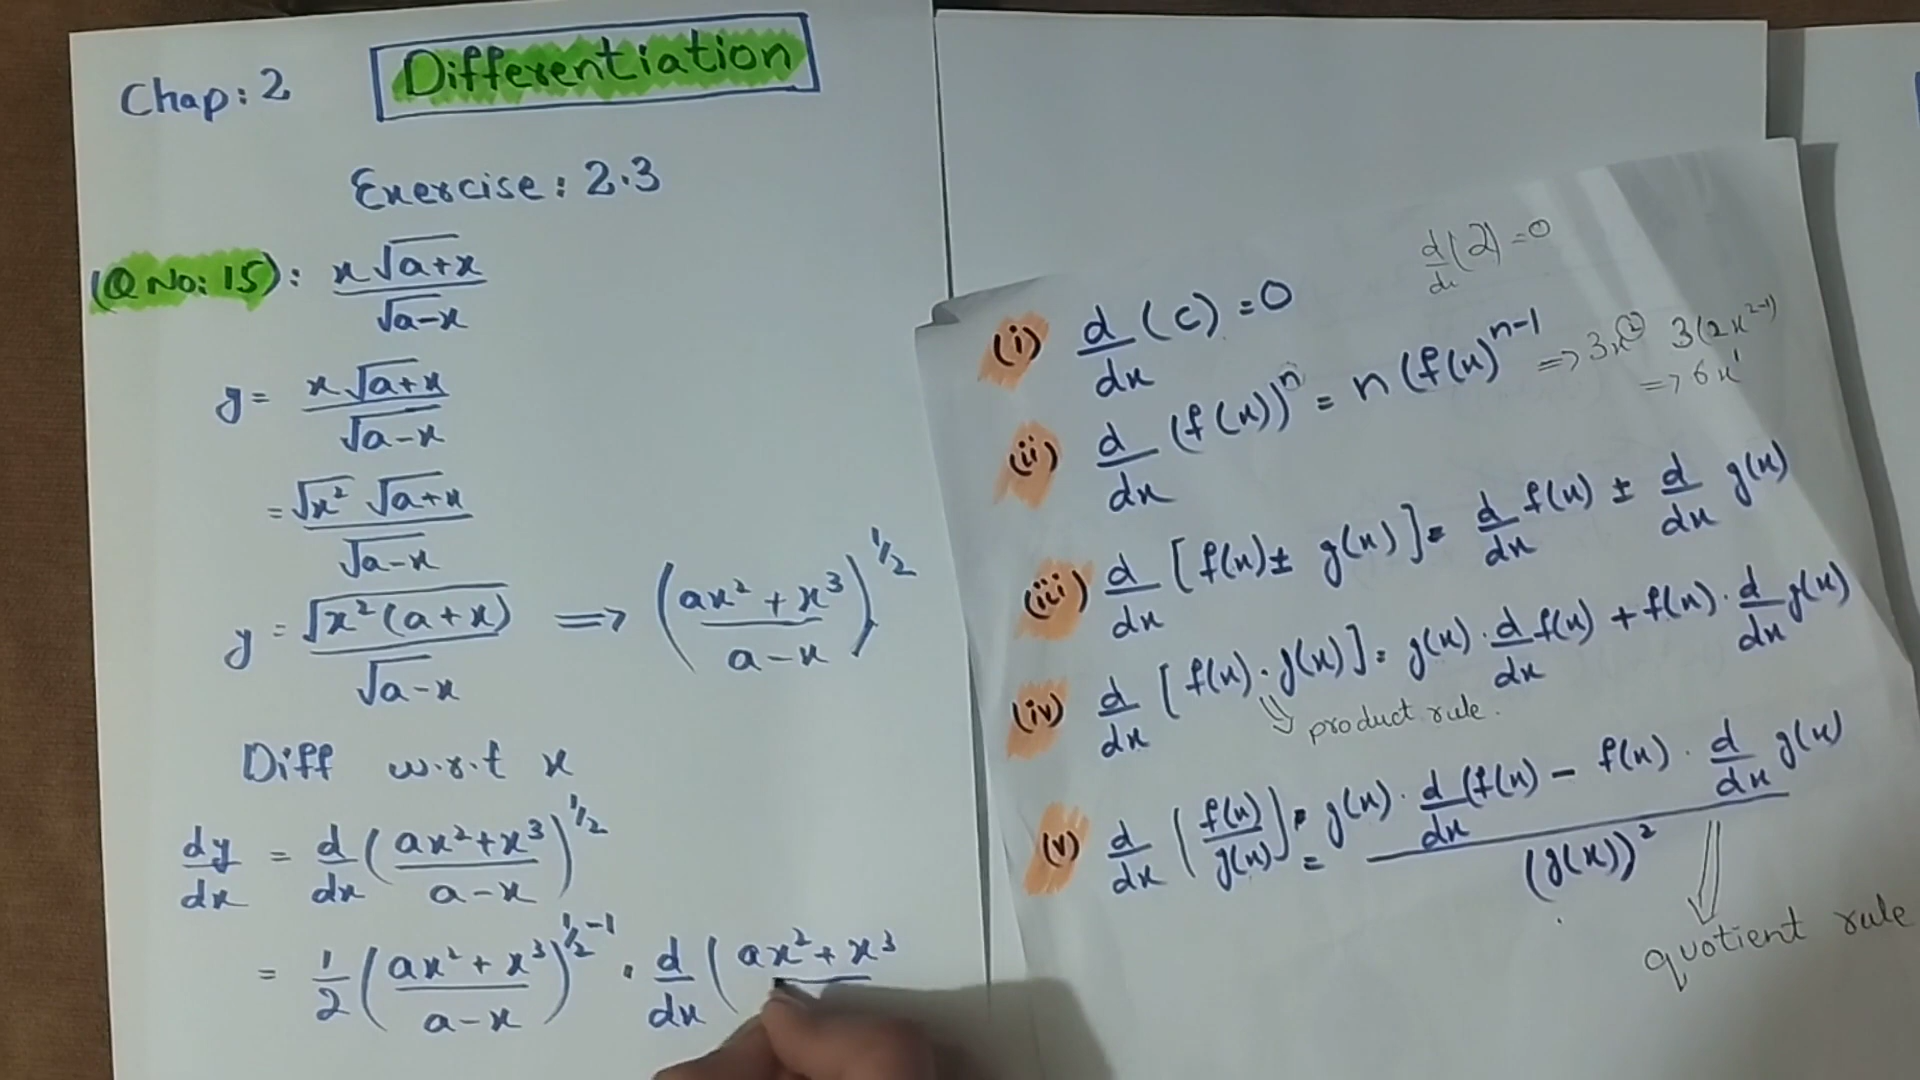 Chap: 2 Differentiation
Exercise: 2.3
(Q No: 15): x√(a+x) / √(a-x)
y = x√(a+x) / √(a-x)
= √(x²) √(a+x) / √(a-x)
y = √(x²(a+x)) / √(a-x) ⟹ ((ax²+x³)/(a-x))^(1/2)
Diff w.r.t x
dy/dx = d/dx ((ax²+x³)/(a-x))^(1/2)
= 1/2 ((ax²+x³)/(a-x))^(1/2-1) · d/dx (ax²+x³
d/dx (2) = 0
(i) d/dx (c) = 0
(ii) d/dx (f(x))^n = n (f(x)^(n-1) ⟹ 3x² 3(2x^(2-1))
⟹ 6x¹
(iii) d/dx [f(x) ± g(x)] = d/dx f(x) ± d/dx g(x)
(iv) d/dx [f(x) · g(x)] = g(x) · d/dx f(x) + f(x) · d/dx g(x)
product rule.
(v) d/dx (f(x)/g(x)] = g(x) · d/dx (f(x) - f(x) · d/dx g(x) / (g(x))²
quotient rule